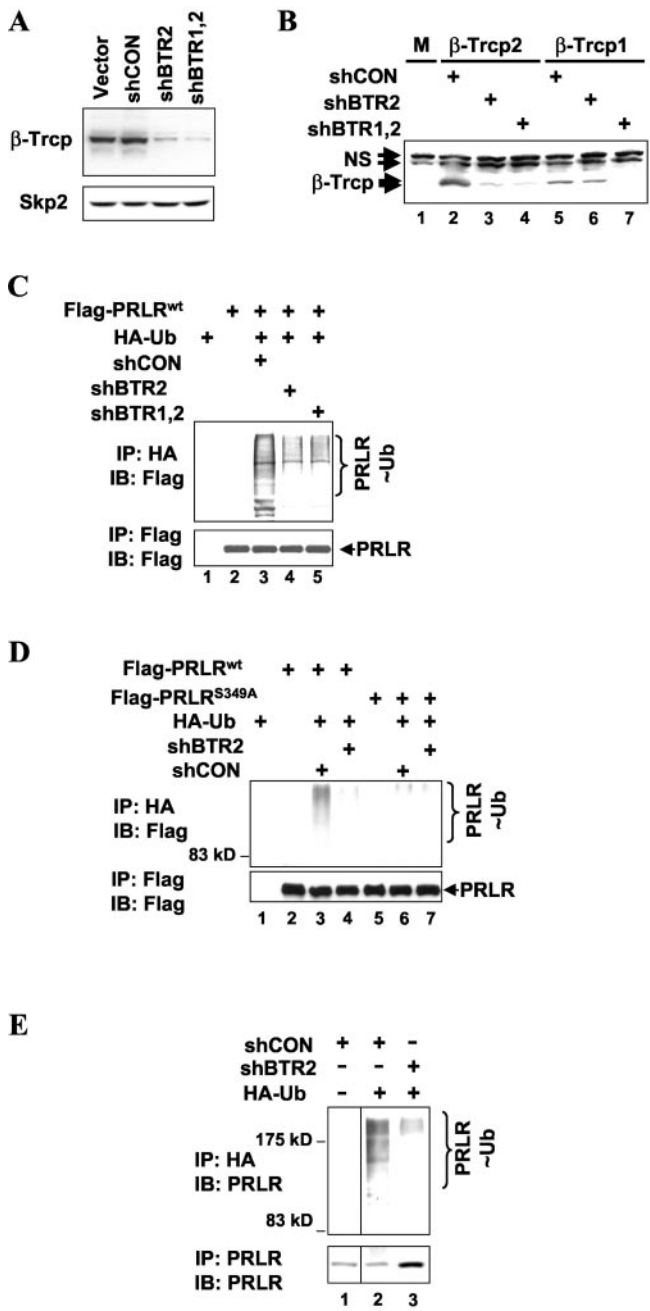 A
Vector
shCON
shBTR2
shBTR1,2
β-Trcp
Skp2
B
M β-Trcp2 β-Trcp1
shCON + +
shBTR2 + +
shBTR1,2 + +
NS
β-Trcp
1 2 3 4 5 6 7
C
Flag-PRLRwt + + + +
HA-Ub + + + +
shCON +
shBTR2 +
shBTR1,2 +
IP: HA
IB: Flag
PRLR
~Ub
IP: Flag
IB: Flag
PRLR
1 2 3 4 5
D
Flag-PRLRwt + + +
Flag-PRLRS349A + + +
HA-Ub + + + + +
shBTR2 + +
shCON + +
IP: HA
IB: Flag
PRLR
~Ub
83 kD
IP: Flag
IB: Flag
PRLR
1 2 3 4 5 6 7
E
shCON + + -
shBTR2 - - +
HA-Ub - + +
175 kD
IP: HA
IB: PRLR
PRLR
~Ub
83 kD
IP: PRLR
IB: PRLR
1 2 3